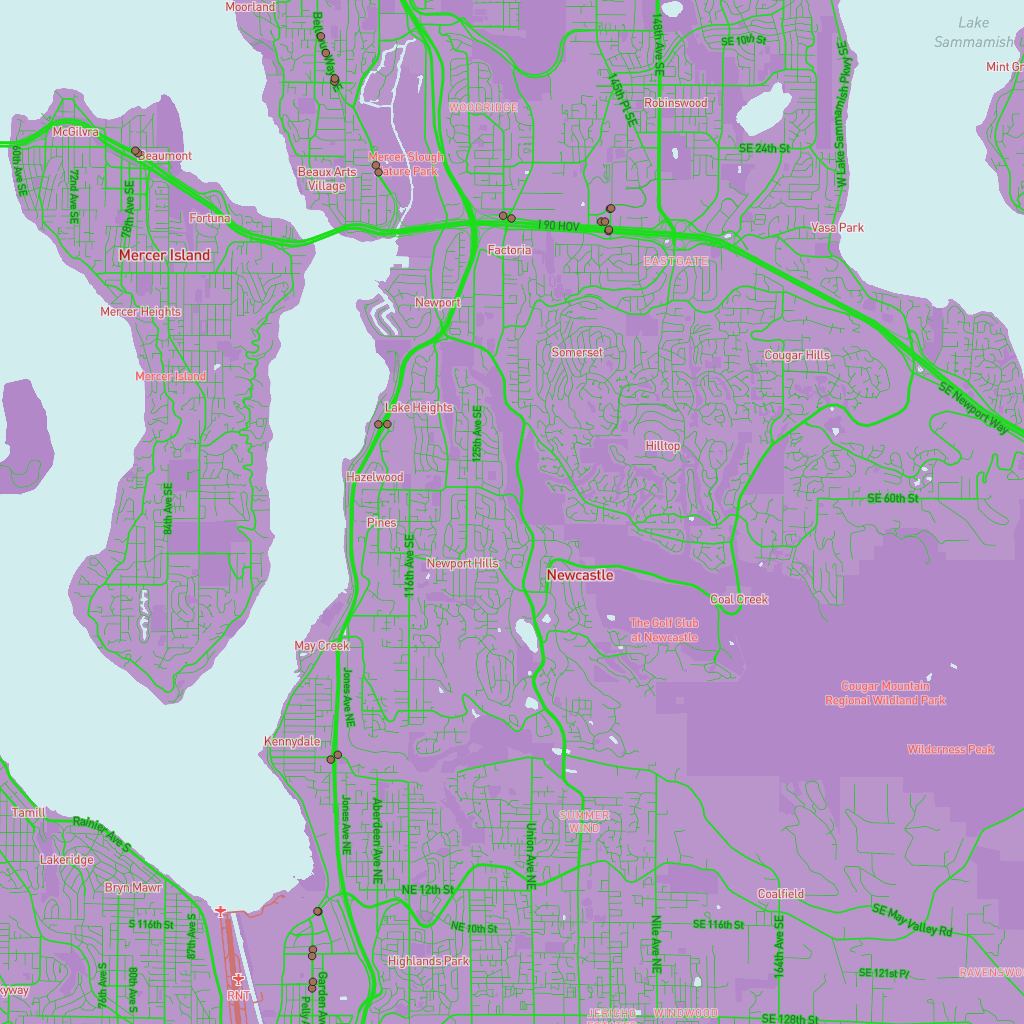 Moorland
Lake
Sammamish
148th Ave SE
SE 10th St
W Lake Sammamish Pkwy SE
145th Pl SE
WOODRIDGE
Robinswood
McGilvra
Beaumont
60th Ave SE
72nd Ave SE
78th Ave SE
Beaux Arts
Village
Mercer Slough
Nature Park
SE 24th St
Fortuna
I 90 HOV
Vasa Park
Mercer Island
Factoria
EASTGATE
Mercer Heights
Newport
Somerset
Cougar Hills
Mercer Island
SE Newport Way
Lake Heights
125th Ave SE
Hilltop
Hazelwood
84th Ave SE
SE 60th St
Pines
116th Ave SE
Newport Hills
Newcastle
Coal Creek
The Golf Club
at Newcastle
May Creek
Jones Ave NE
Cougar Mountain
Regional Wildland Park
Kennydale
Wilderness Peak
Tamill
Rainier Ave S
Jones Ave NE
Aberdeen Ave NE
Union Ave NE
SUMMER
WIND
Lakeridge
Bryn Mawr
NE 12th St
Coalfield
S 116th St
87th Ave S
NE 10th St
Nile Ave NE
SE 116th St
164th Ave SE
SE May Valley Rd
Highlands Park
76th Ave S
80th Ave S
RNT
SE 121st Pl
JERICHO
WINDWOOD
SE 128th St